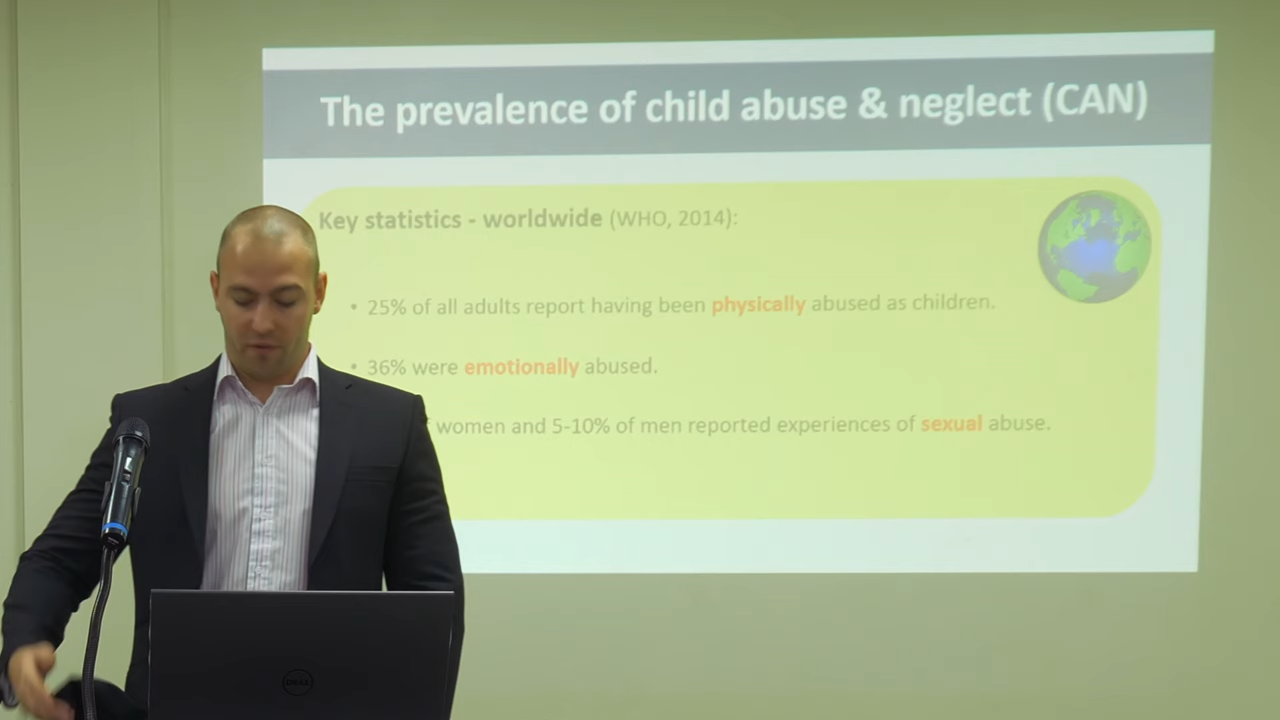 The prevalence of child abuse & neglect (CAN)
Key statistics - worldwide (WHO, 2014):
• 25% of all adults report having been physically abused as children.
• 36% were emotionally abused.
women and 5-10% of men reported experiences of sexual abuse.
DELL